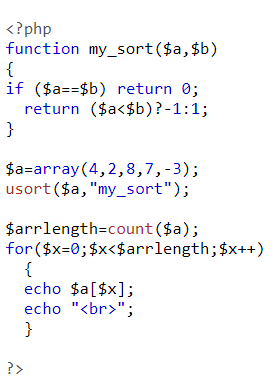 <?php
function my_sort($a,$b)
{
if ($a==$b) return 0;
  return ($a<$b)?-1:1;
}

$a=array(4,2,8,7,-3);
usort($a,"my_sort");

$arrlength=count($a);
for($x=0;$x<$arrlength;$x++)
  {
  echo $a[$x];
  echo "<br>";
  }

?>